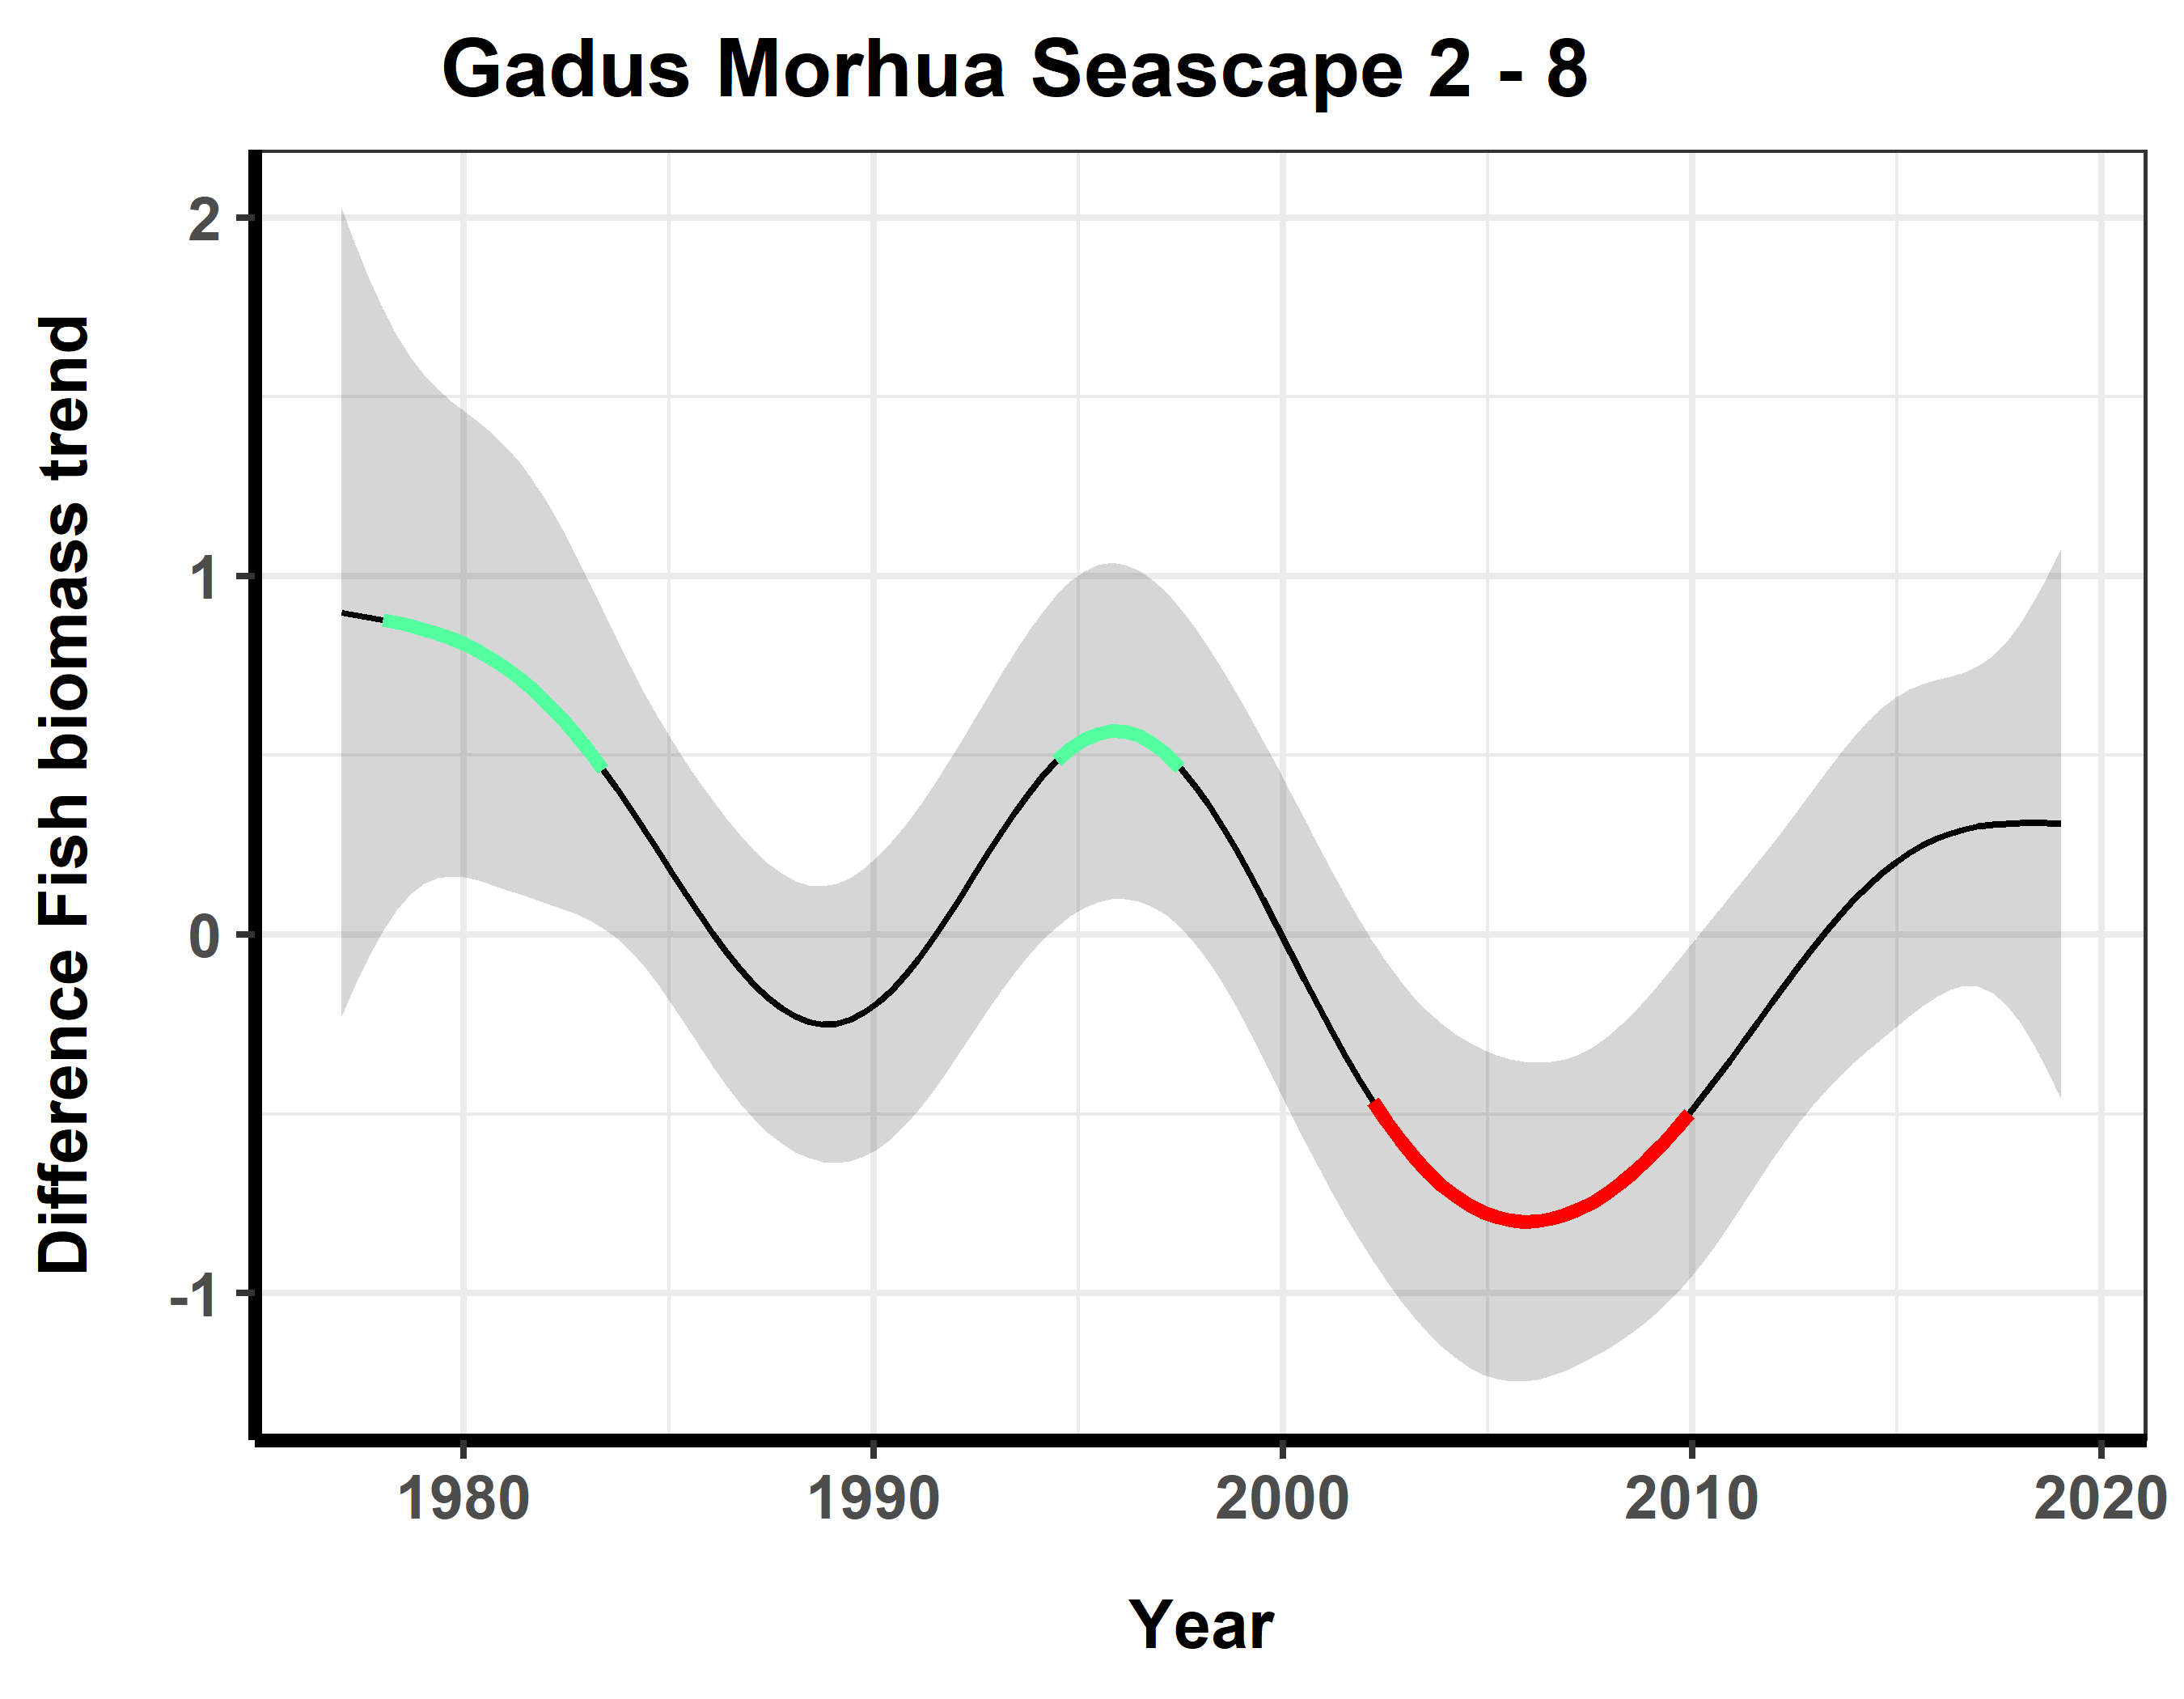 Gadus Morhua Seascape 2 - 8
Difference Fish biomass trend
2
1
0
-1
1980 1990 2000 2010 2020
Year